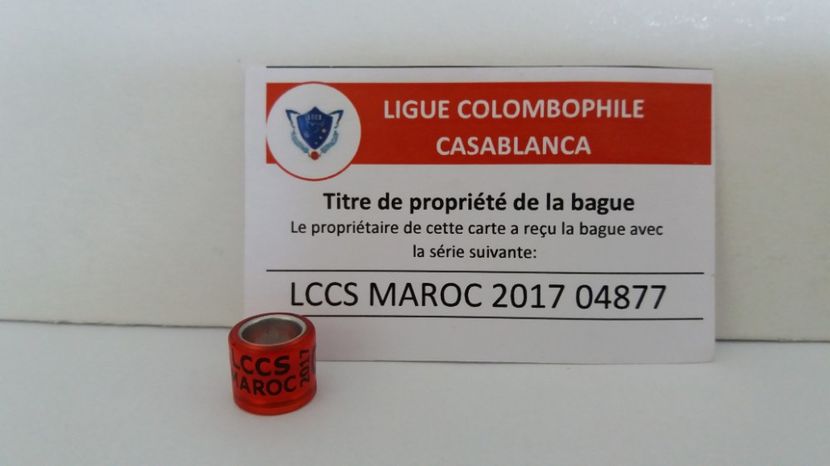 LIGUE COLOMBOPHILE
CASABLANCA
Titre de propriété de la bague
Le propriétaire de cette carte a reçu la bague avec
la série suivante:
LCCS MAROC 2017 04877
LCCS
MAROC
2017